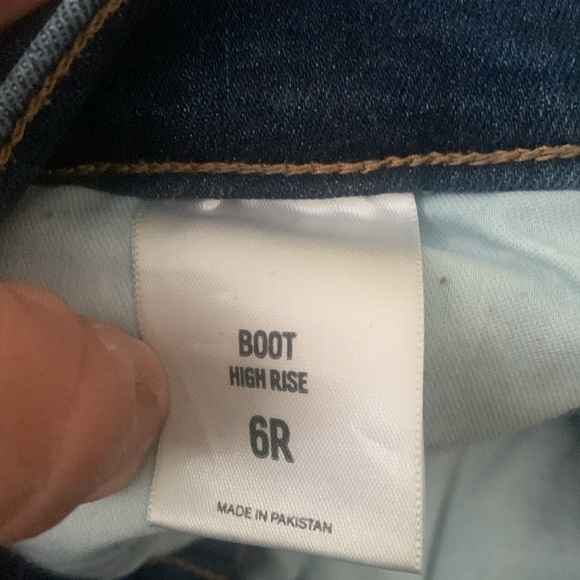 BOOT
HIGH RISE
6R
MADE IN PAKISTAN